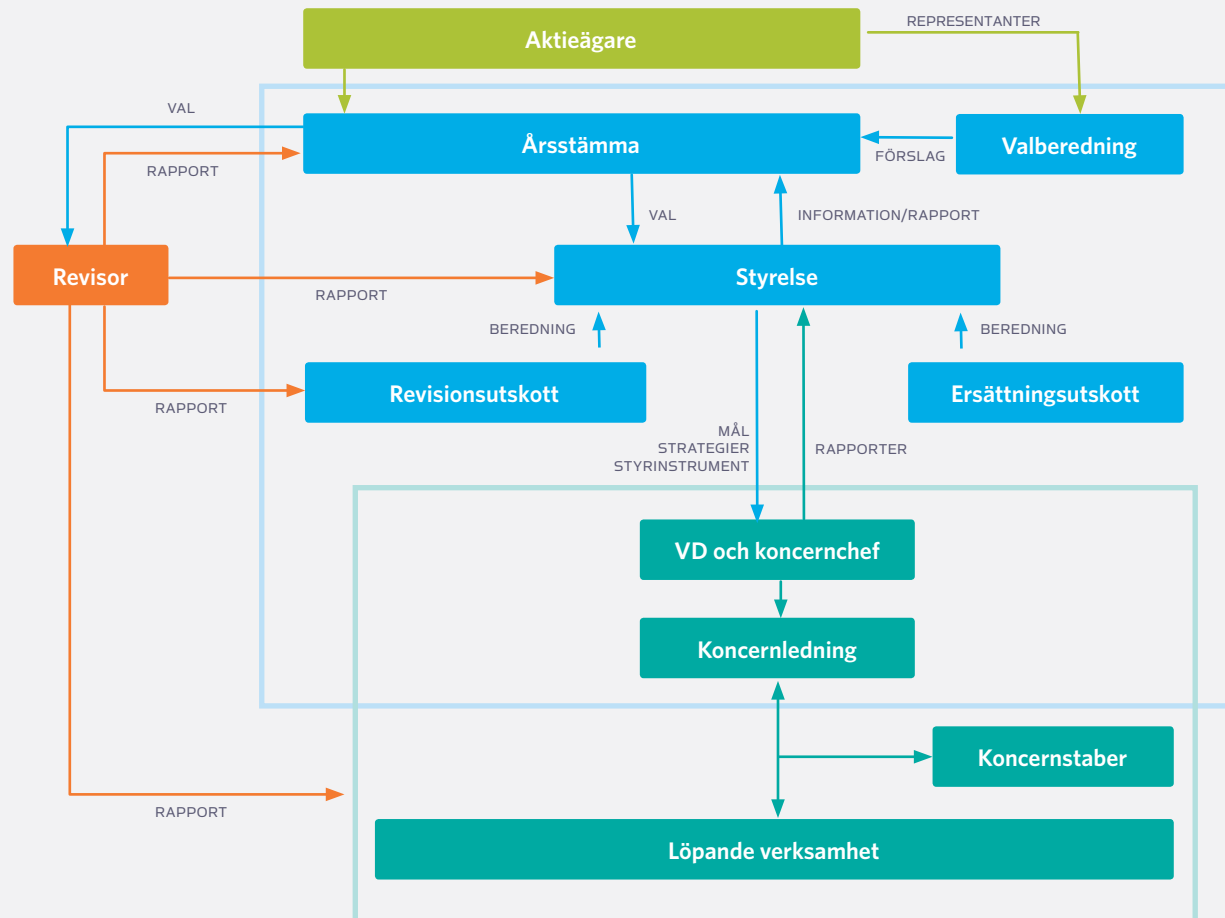 Aktieägare
REPRESENTANTER
VAL
Årsstämma
FÖRSLAG
Valberedning
RAPPORT
VAL
INFORMATION/RAPPORT
Revisor
RAPPORT
Styrelse
BEREDNING
BEREDNING
RAPPORT
Revisionsutskott
Ersättningsutskott
MÅL
STRATEGIER
STYRINSTRUMENT
RAPPORTER
VD och koncernchef
Koncernledning
Koncernstaber
RAPPORT
Löpande verksamhet